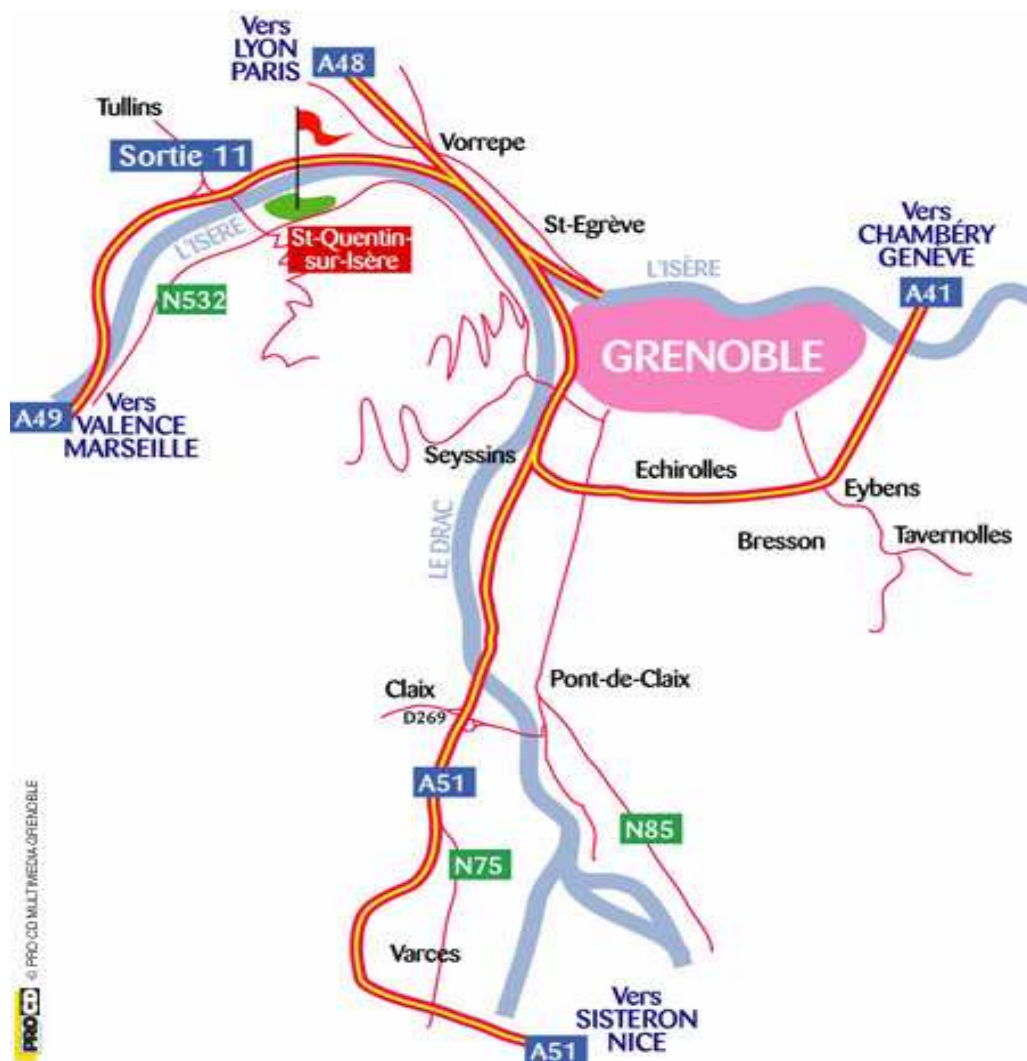 Vers
LYON
PARIS
A48
Tullins
Vorrepe
Sortie 11
St-Egrève
Vers
CHAMBÉRY
GENÈVE
L'ISÈRE
St-Quentin-
sur-Isère
L'ISÈRE
A41
N532
GRENOBLE
A49
Vers
VALENCE
MARSEILLE
Seyssins
Echirolles
Eybens
LE DRAC
Bresson
Tavernolles
Claix
Pont-de-Claix
D269
A51
N85
N75
Varces
Vers
SISTERON
NICE
A51
PRO CD © PRO CD MULTIMEDIA GRENOBLE